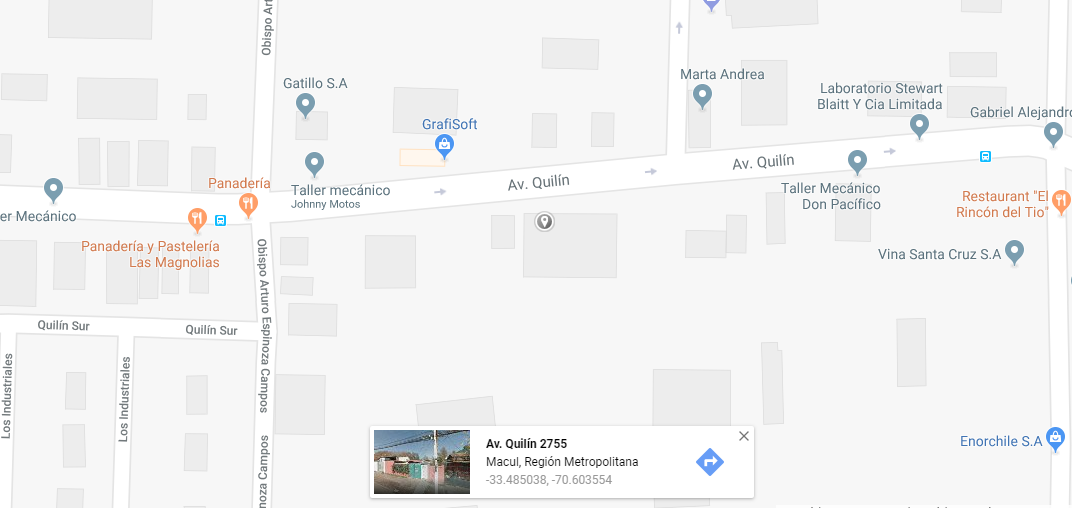 Obispo Art
Marta Andrea
Gatillo S.A
Laboratorio Stewart
Blaitt Y Cia Limitada
Gabriel Alejandro
GrafiSoft
Av. Quilín
Av. Quilín
Panadería
Taller mecánico
Johnny Motos
Taller Mecánico
Don Pacífico
Restaurant "El
Rincón del Tio"
er Mecánico
Panadería y Pastelería
Las Magnolias
Vina Santa Cruz S.A
Obispo Arturo Espinoza Campos
Quilín Sur
Quilín Sur
Los Industriales
Los Industriales
noza Campos
Av. Quilín 2755
Macul, Región Metropolitana
-33.485038, -70.603554
Enorchile S.A